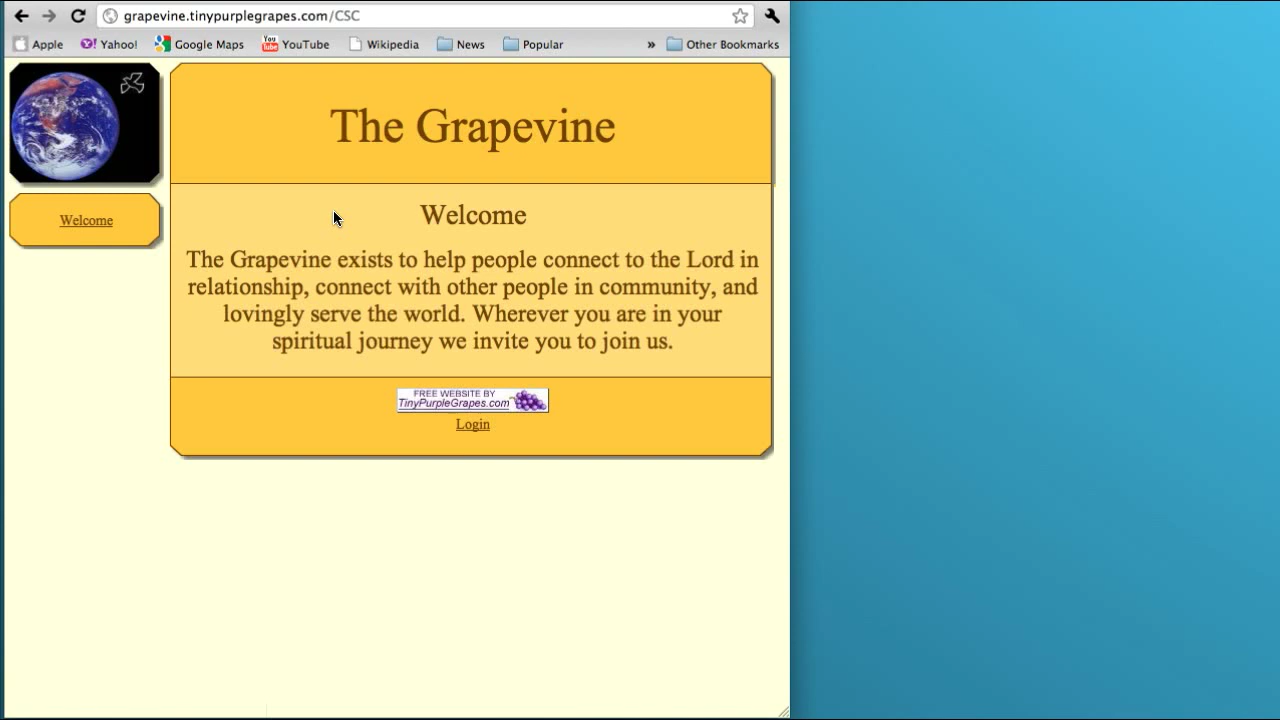 grapevine.tinypurplegrapes.com/CSC
Apple Yahoo! Google Maps YouTube Wikipedia News Popular » Other Bookmarks
The Grapevine
Welcome
Welcome
The Grapevine exists to help people connect to the Lord in
relationship, connect with other people in community, and
lovingly serve the world. Wherever you are in your
spiritual journey we invite you to join us.
FREE WEBSITE BY
TinyPurpleGrapes.com
Login